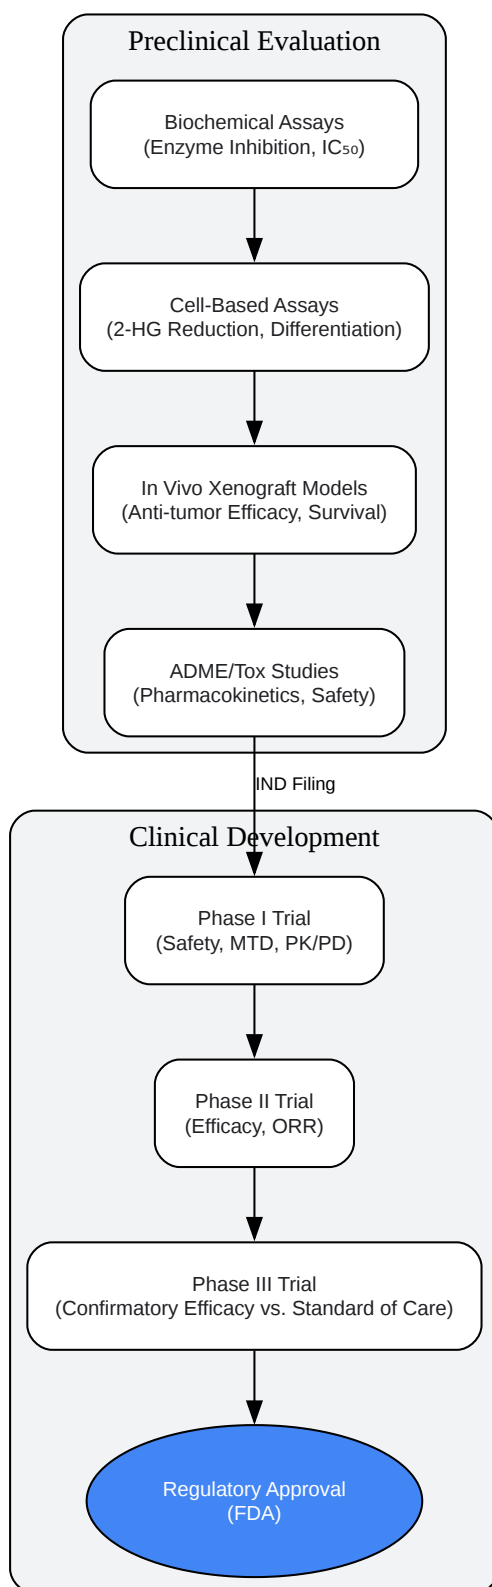 Preclinical Evaluation
Biochemical Assays
(Enzyme Inhibition, IC₅₀)
Cell-Based Assays
(2-HG Reduction, Differentiation)
In Vivo Xenograft Models
(Anti-tumor Efficacy, Survival)
ADME/Tox Studies
(Pharmacokinetics, Safety)
IND Filing
Clinical Development
Phase I Trial
(Safety, MTD, PK/PD)
Phase II Trial
(Efficacy, ORR)
Phase III Trial
(Confirmatory Efficacy vs. Standard of Care)
Regulatory Approval
(FDA)